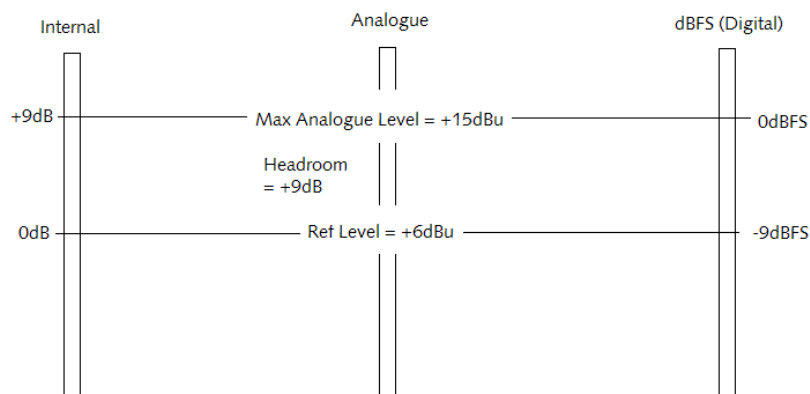 Internal
Analogue
dBFS (Digital)
+9dB
Max Analogue Level = +15dBu
0dBFS
Headroom
= +9dB
0dB
Ref Level = +6dBu
-9dBFS